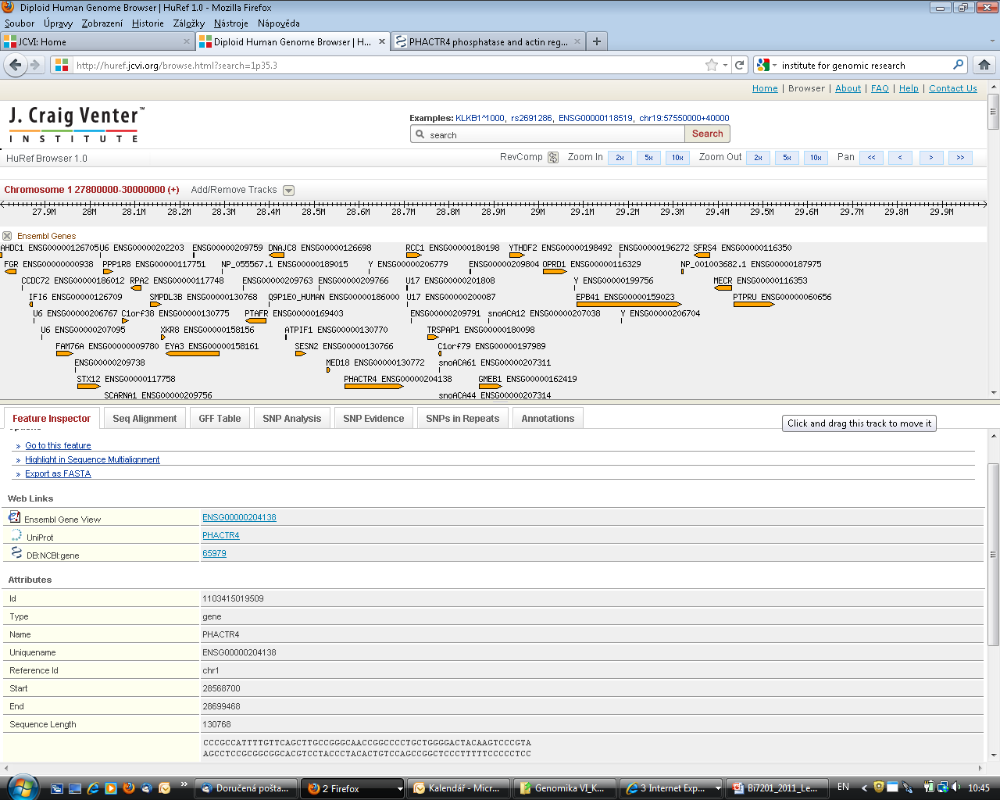 Diploid Human Genome Browser | HuRef 1.0 - Mozilla Firefox
Soubor Úpravy Zobrazení Historie Záložky Nástroje Nápověda
JCVI: Home Diploid Human Genome Browser | H... PHACTR4 phosphatase and actin reg...
http://huref.jcvi.org/browse.html?search=1p35.3 institute for genomic research
Home | Browser | About | FAQ | Help | Contact Us
J. Craig Venter™
INSTITUTE
Examples: KLKB1^1000, rs2691286, ENSG00000118519, chr19:57550000+40000
search Search
HuRef Browser 1.0 RevComp Zoom In 2x 5x 10x Zoom Out 2x 5x 10x Pan << < > >>
Chromosome 1 27800000-30000000 (+) Add/Remove Tracks
27.9M 28M 28.1M 28.2M 28.3M 28.4M 28.5M 28.6M 28.7M 28.8M 28.9M 29M 29.1M 29.2M 29.3M 29.4M 29.5M 29.6M 29.7M 29.8M 29.9M
Ensembl Genes
AHDC1 ENSG00000126705 U6 ENSG00000202203 ENSG00000209759 DNAJC8 ENSG00000126698 RCC1 ENSG00000180198 YTHDF2 ENSG00000198492 ENSG00000196272 SFRS4 ENSG00000116350
FGR ENSG00000000938 PPP1R8 ENSG00000117751 NP_055567.1 ENSG00000189015 Y ENSG00000206779 ENSG00000209804 OPRD1 ENSG00000116329 NP_001003682.1 ENSG00000187975
CCDC72 ENSG00000186012 RPA2 ENSG00000117748 ENSG00000209763 ENSG00000209766 U17 ENSG00000201808 Y ENSG00000199756 MECR ENSG00000116353
IFI6 ENSG00000126709 SMPDL3B ENSG00000130768 Q9P1E0_HUMAN ENSG00000186000 U17 ENSG00000200087 EPB41 ENSG00000159023 PTPRU ENSG00000060656
U6 ENSG00000206767 C1orf38 ENSG00000130775 PTAFR ENSG00000169403 ENSG00000209791 snoACA12 ENSG00000207038 Y ENSG00000206704
U6 ENSG00000207095 XKR8 ENSG00000158156 ATPIF1 ENSG00000130770 TRSPAP1 ENSG00000180098
FAM76A ENSG00000009780 EYA3 ENSG00000158161 SESN2 ENSG00000130766 C1orf79 ENSG00000197989
ENSG00000209738 MED18 ENSG00000130772 snoACA61 ENSG00000207311
STX12 ENSG00000117758 PHACTR4 ENSG00000204138 GMEB1 ENSG00000162419
SCARNA1 ENSG00000209756 snoACA44 ENSG00000207314
Feature Inspector Seq Alignment GFF Table SNP Analysis SNP Evidence SNPs in Repeats Annotations Click and drag this track to move it
Options
» Go to this feature
» Highlight in Sequence Multialignment
» Export as FASTA
Web Links
Ensembl Gene View ENSG00000204138
UniProt PHACTR4
DB:NCBI:gene 65979
Attributes
Id 1103415019509
Type gene
Name PHACTR4
Uniquename ENSG00000204138
Reference Id chr1
Start 28568700
End 28699468
Sequence Length 130768
CCCGCCATTTTGTTCAGCTTGCCGGGCAACCGGCCCCTGCTGGGGACTACAAGTCCCGTA
AGCCTCCGCGGCGGCACGTCCTACCCTACACTGTCCAGCCGGCTCCCTTTTTCCCCCTCC
Doručená pošta... 2 Firefox Kalendář - Micr... Genomika VI_K... 3 Internet Exp... Bi7201_2011_Le... EN 10:45